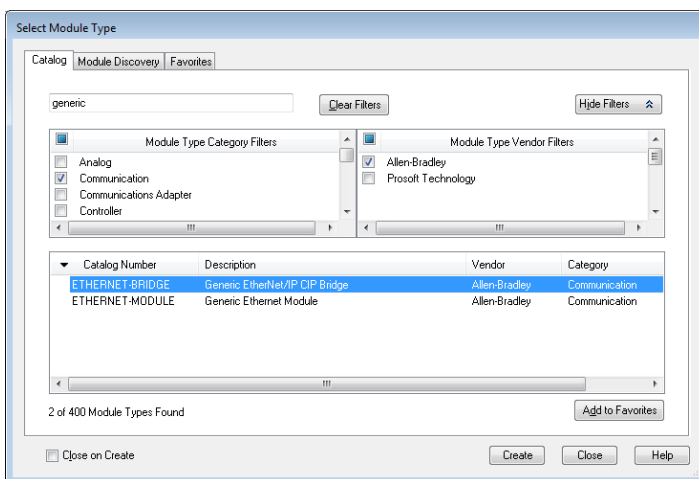 Select Module Type
Catalog Module Discovery Favorites
generic Clear Filters Hide Filters
Module Type Category Filters Module Type Vendor Filters
Analog Allen-Bradley
Communication Prosoft Technology
Communications Adapter
Controller
Catalog Number Description Vendor Category
ETHERNET-BRIDGE Generic EtherNet/IP CIP Bridge Allen-Bradley Communication
ETHERNET-MODULE Generic Ethernet Module Allen-Bradley Communication
2 of 400 Module Types Found Add to Favorites
Close on Create Create Close Help